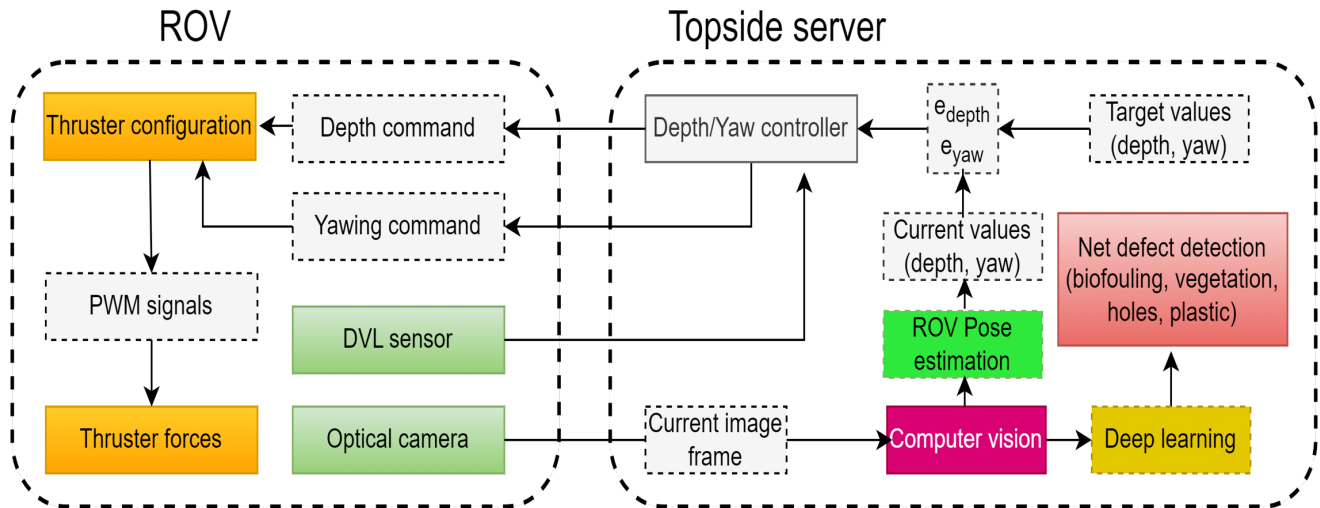 ROV
Topside server
Thruster configuration
Depth command
Yawing command
PWM signals
DVL sensor
Thruster forces
Optical camera
Depth/Yaw controller
e_depth
e_yaw
Target values
(depth, yaw)
Current values
(depth, yaw)
Net defect detection
(biofouling, vegetation,
holes, plastic)
ROV Pose
estimation
Current image
frame
Computer vision
Deep learning